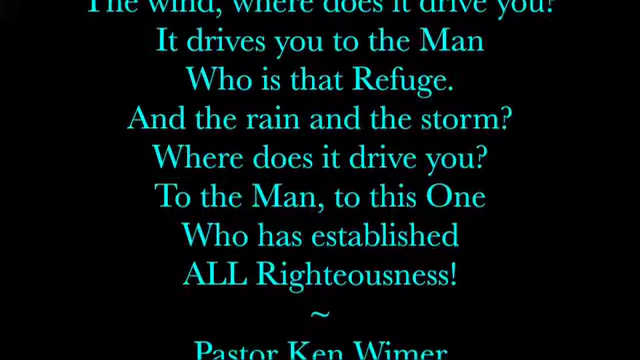 The wind, where does it drive you?
It drives you to the Man
Who is that Refuge.
And the rain and the storm?
Where does it drive you?
To the Man, to this One
Who has established
ALL Righteousness!
~
Pastor Ken Wimer